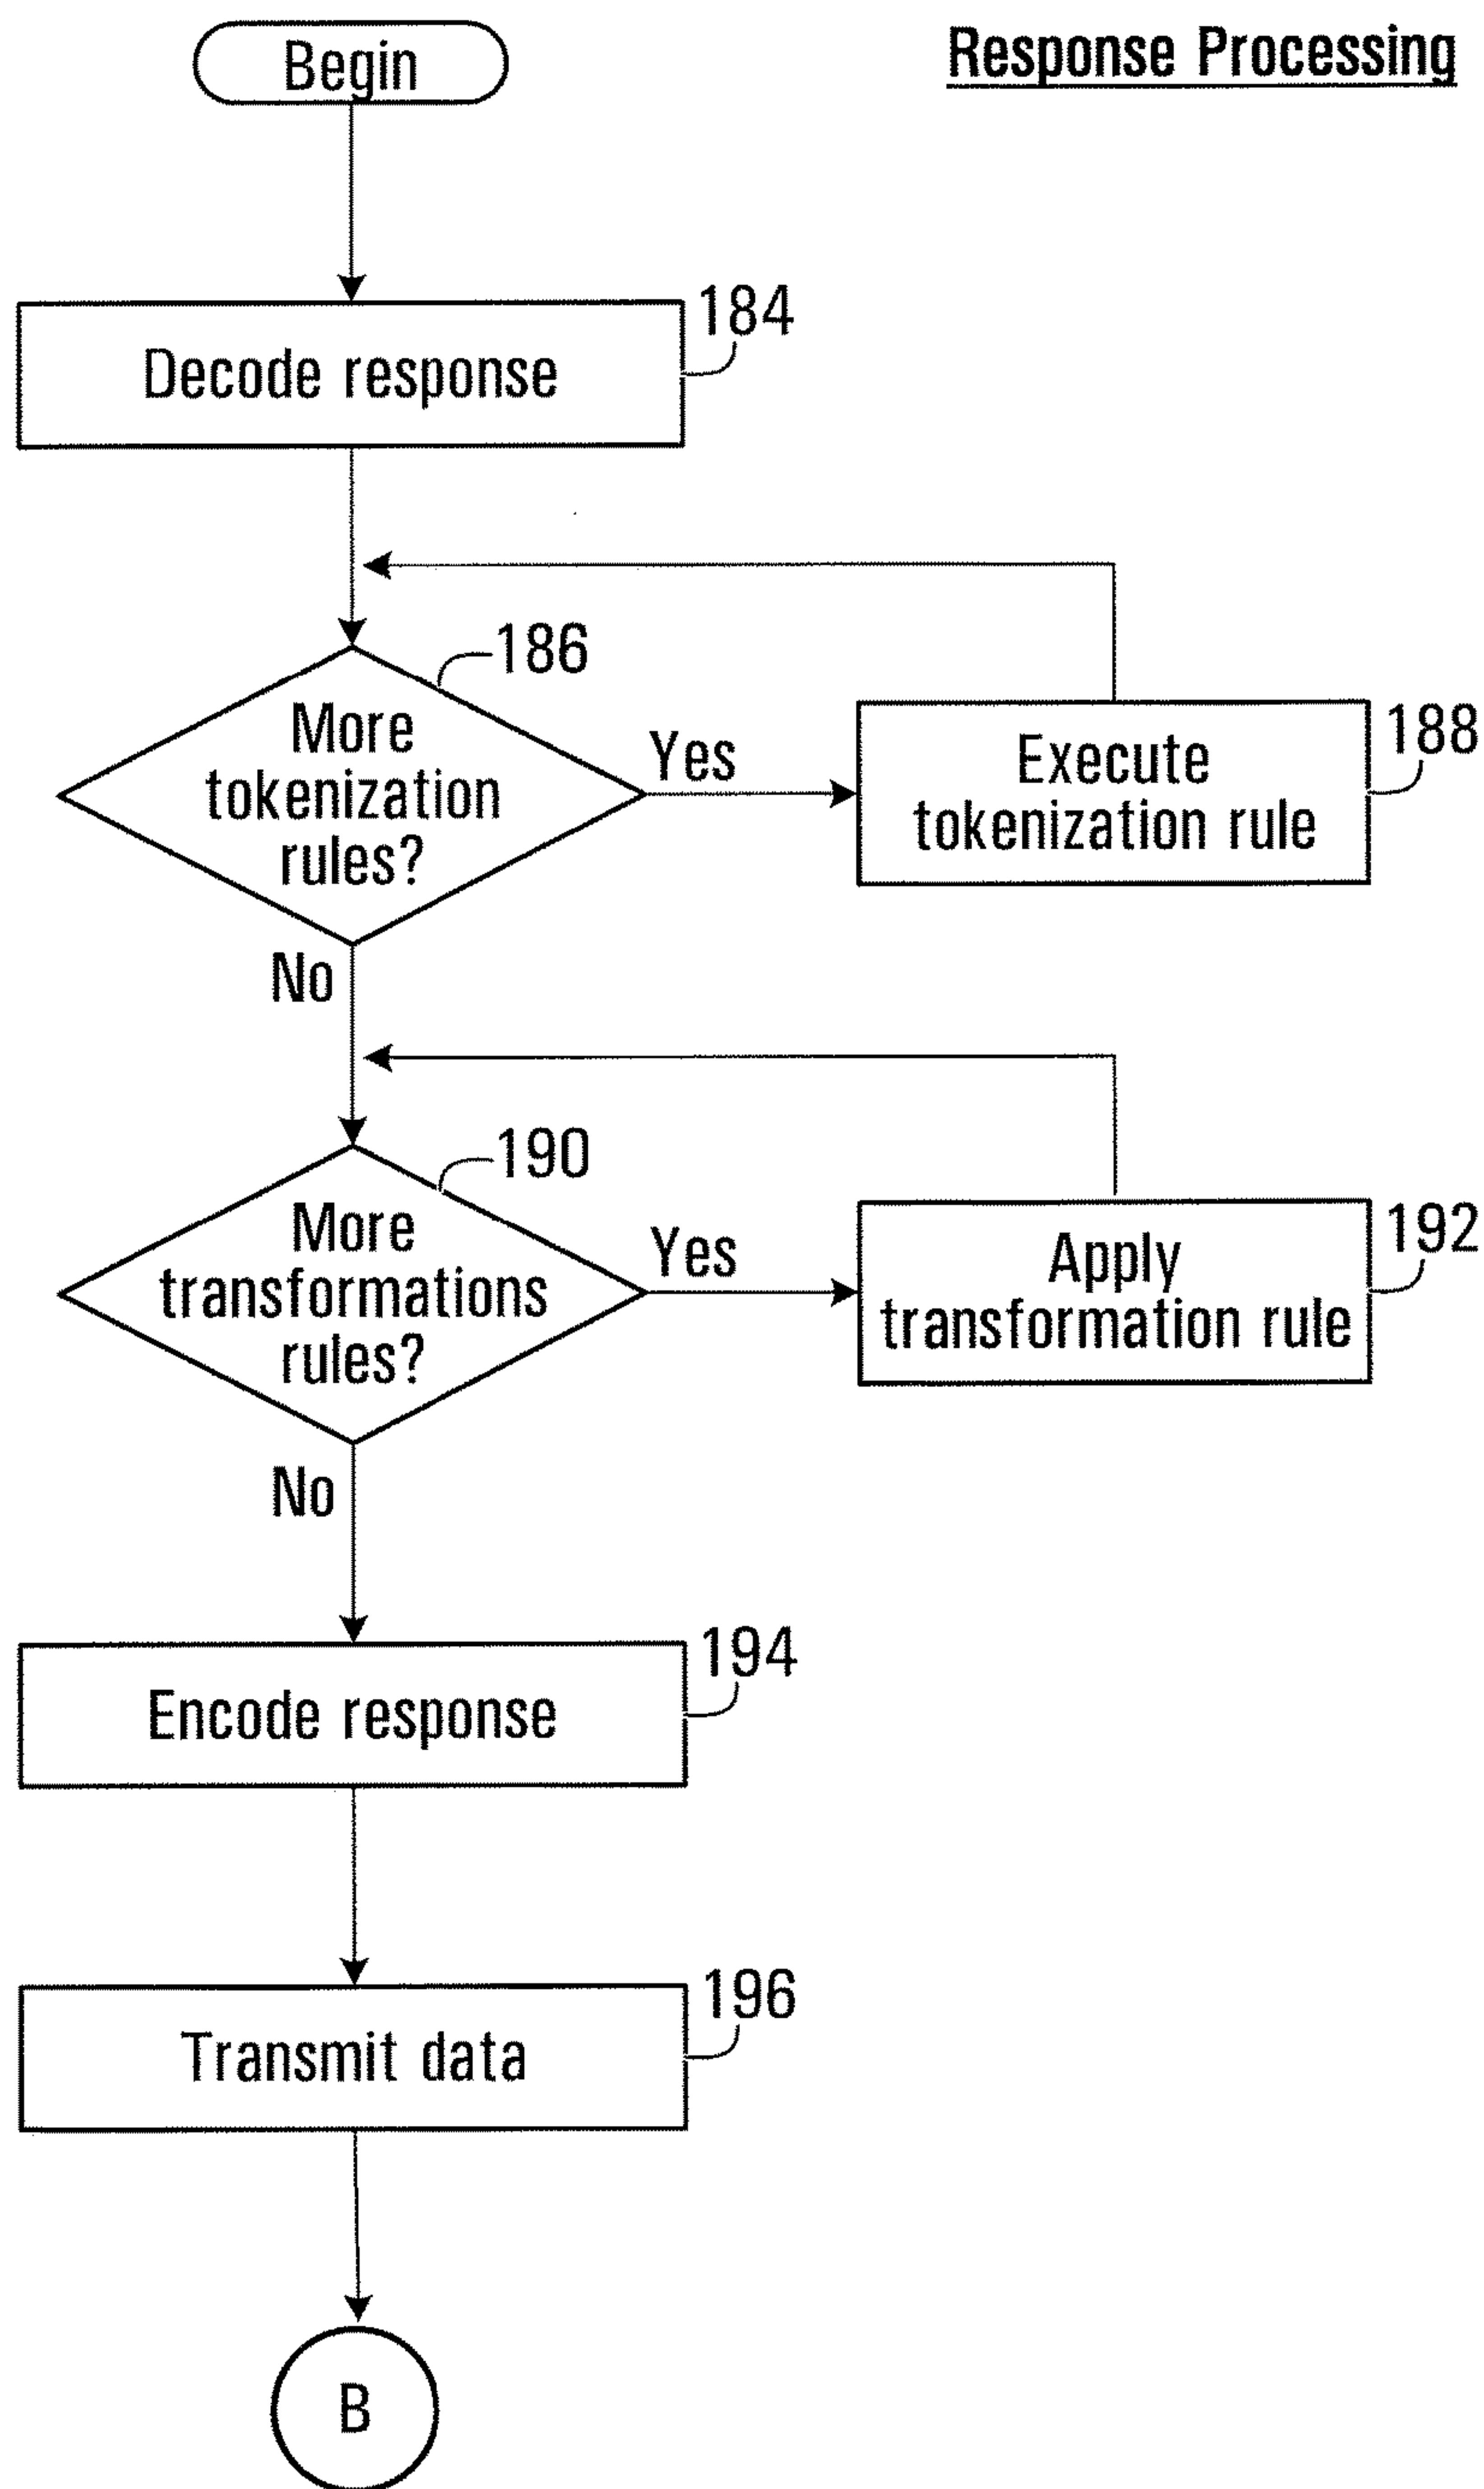 Response Processing
Begin
Decode response
184
186
More
tokenization
rules?
Yes
Execute
tokenization rule
188
No
190
More
transformations
rules?
Yes
Apply
transformation rule
192
No
Encode response
194
Transmit data
196
B